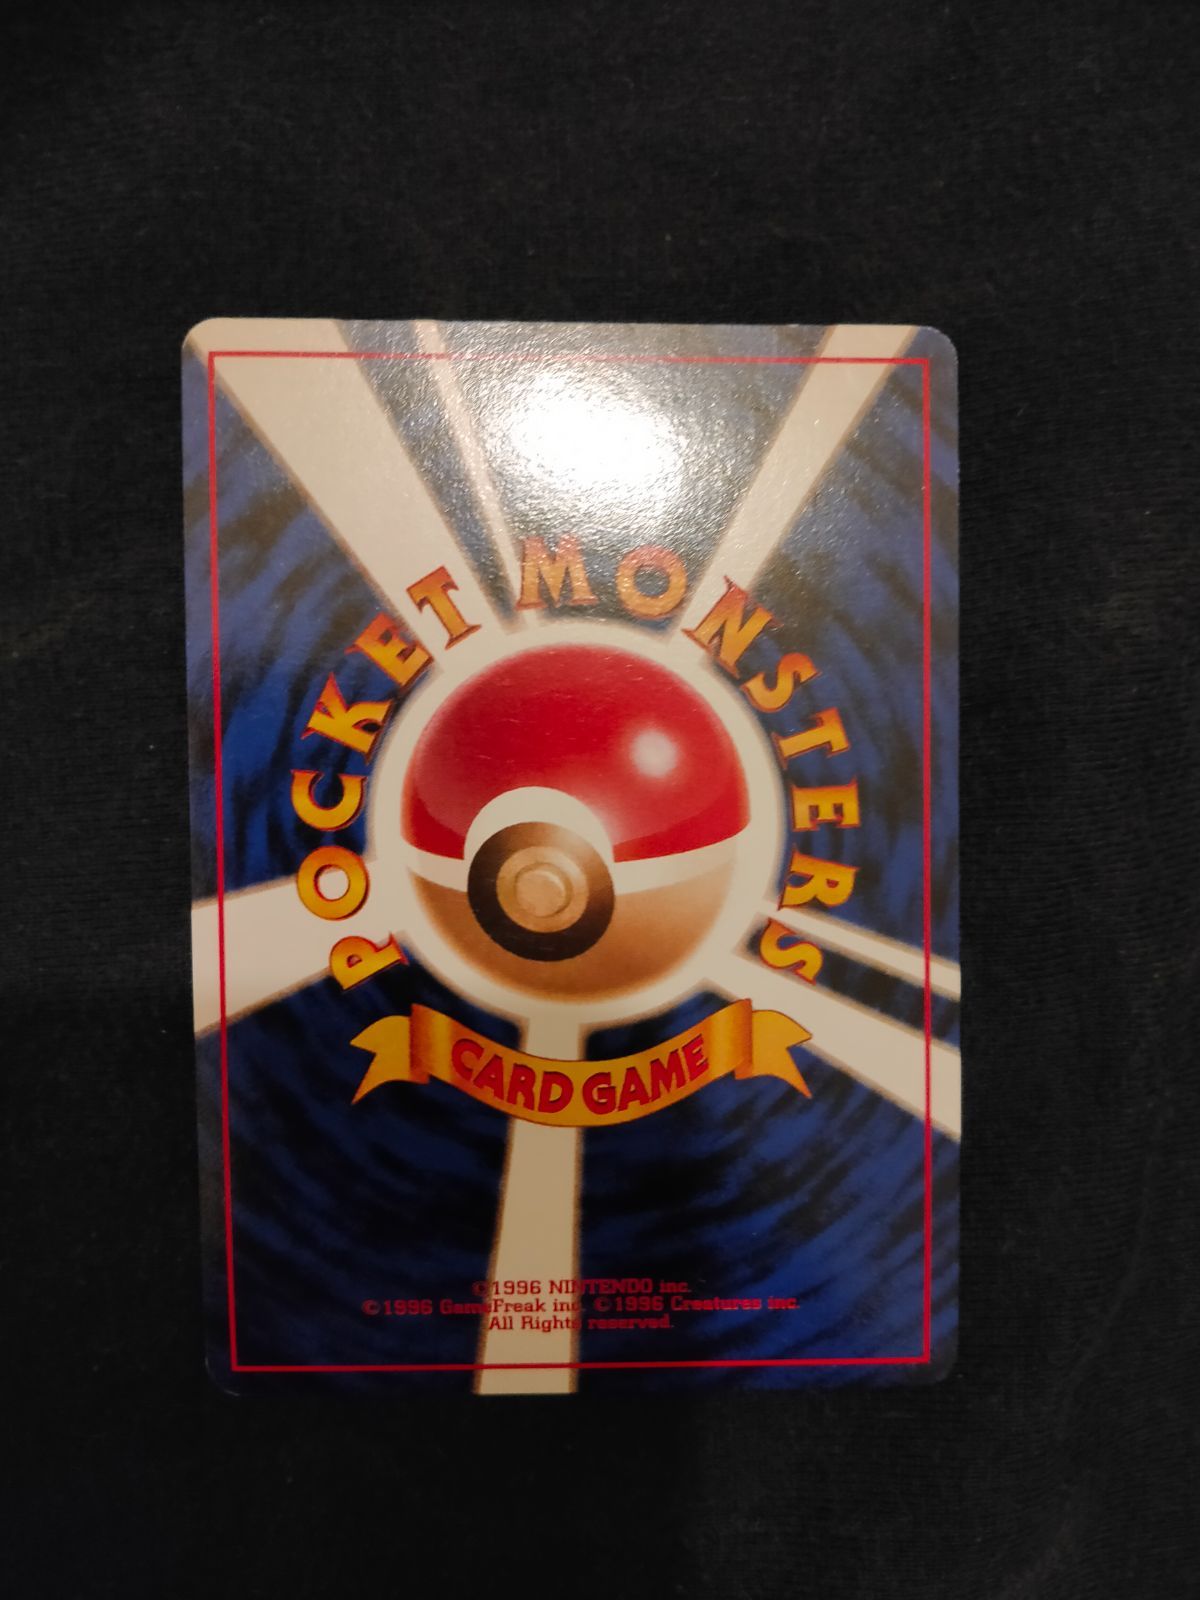 POCKET MONSTERS
CARD GAME
©1996 NINTENDO inc.
©1996 GameFreak inc. ©1996 Creatures inc.
All Rights reserved.